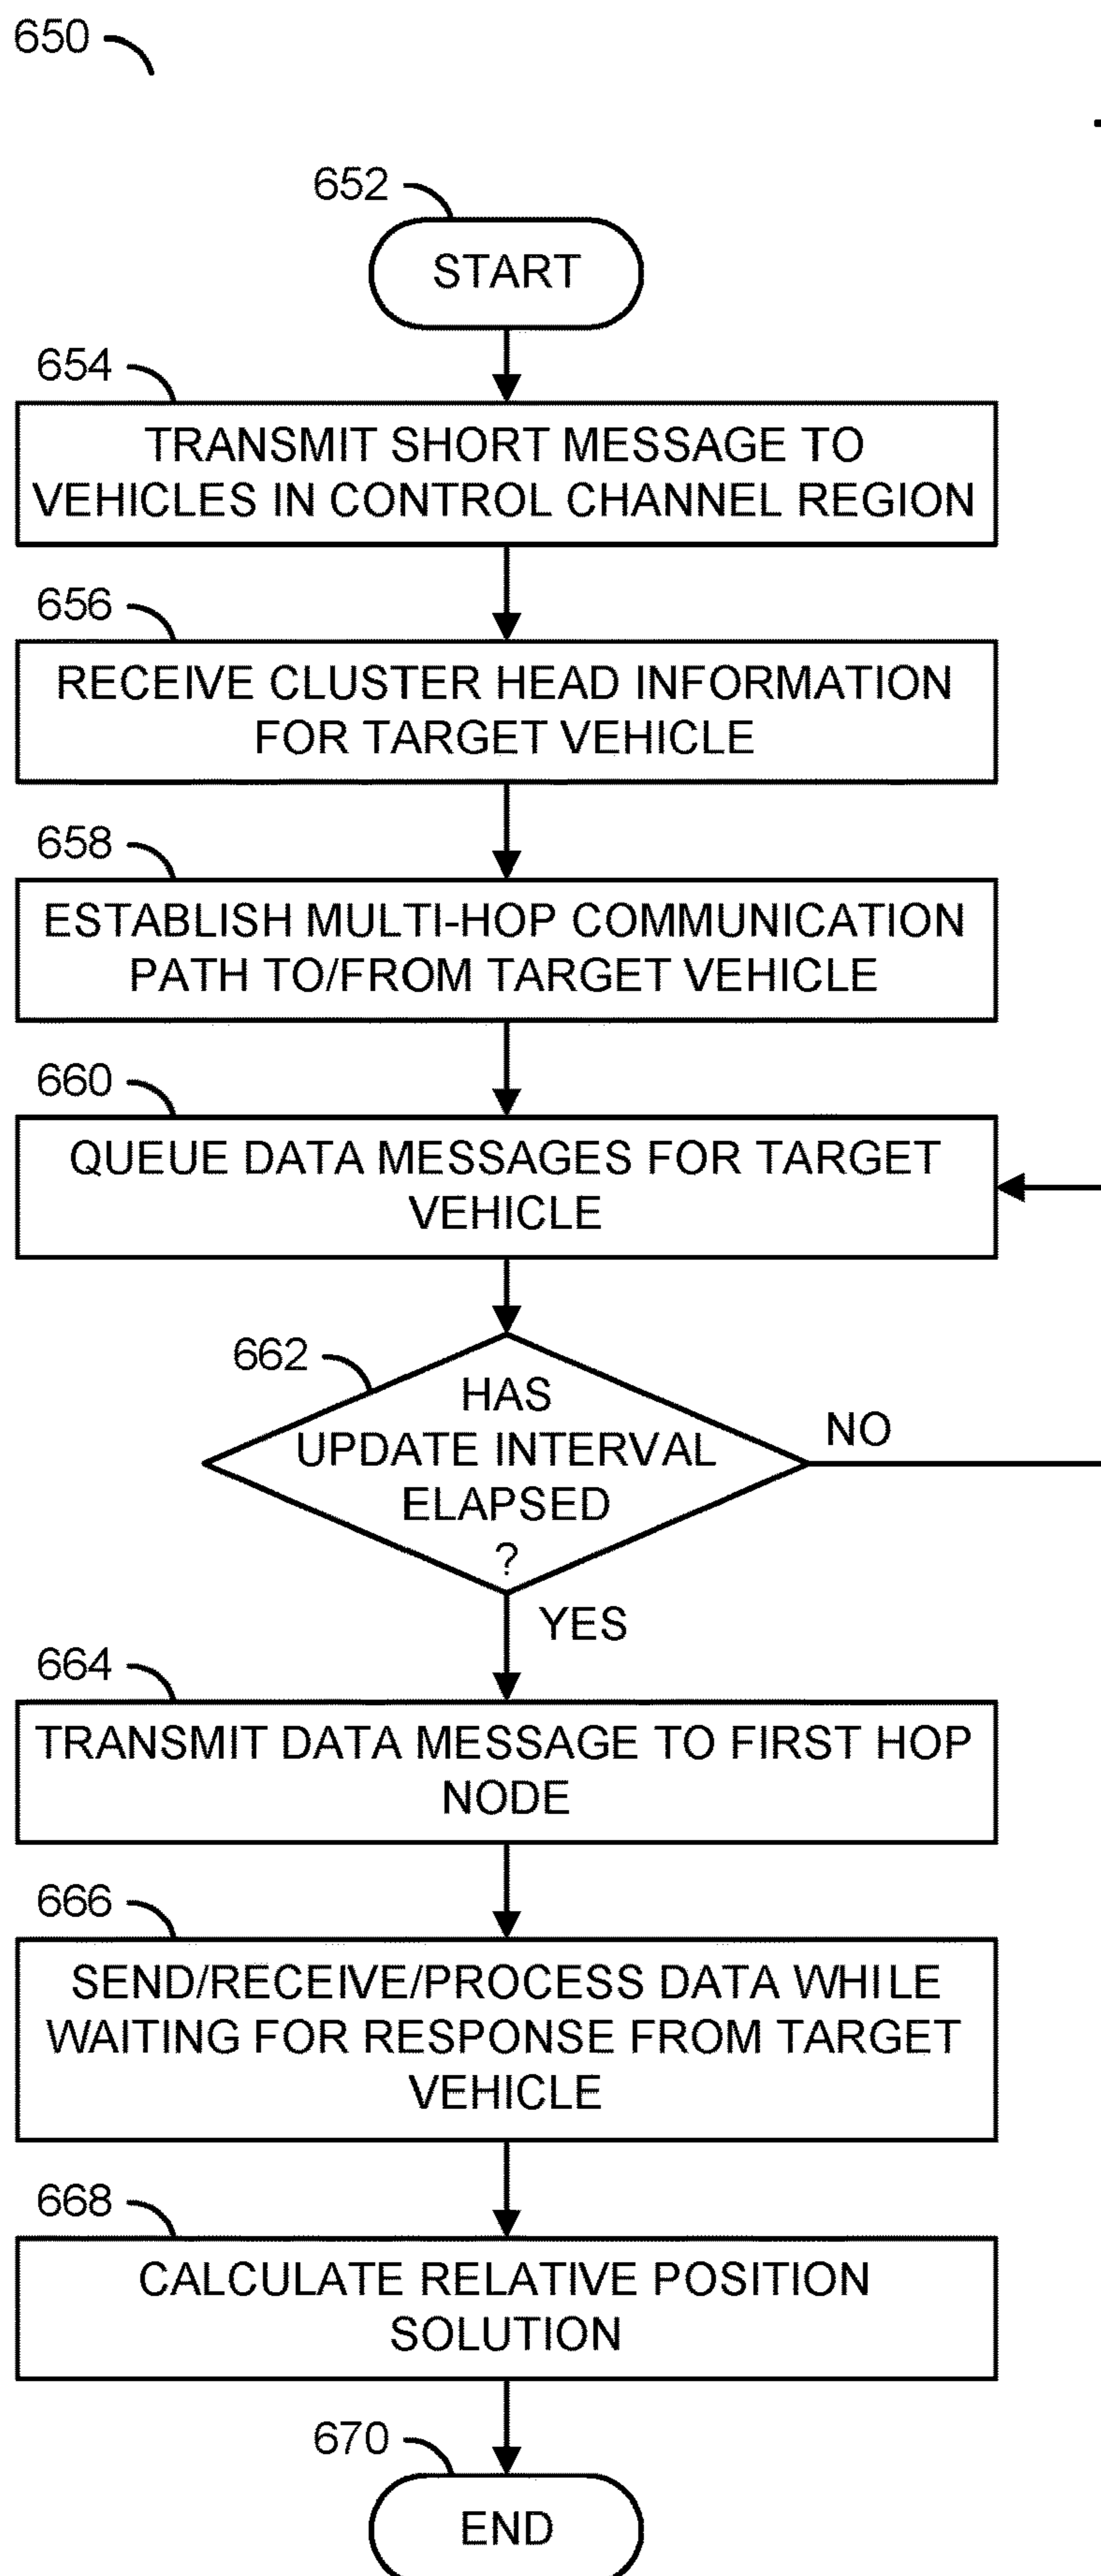 650
652
START
654
TRANSMIT SHORT MESSAGE TO
VEHICLES IN CONTROL CHANNEL REGION
656
RECEIVE CLUSTER HEAD INFORMATION
FOR TARGET VEHICLE
658
ESTABLISH MULTI-HOP COMMUNICATION
PATH TO/FROM TARGET VEHICLE
660
QUEUE DATA MESSAGES FOR TARGET
VEHICLE
662
HAS
UPDATE INTERVAL
ELAPSED
?
NO
YES
664
TRANSMIT DATA MESSAGE TO FIRST HOP
NODE
666
SEND/RECEIVE/PROCESS DATA WHILE
WAITING FOR RESPONSE FROM TARGET
VEHICLE
668
CALCULATE RELATIVE POSITION
SOLUTION
670
END